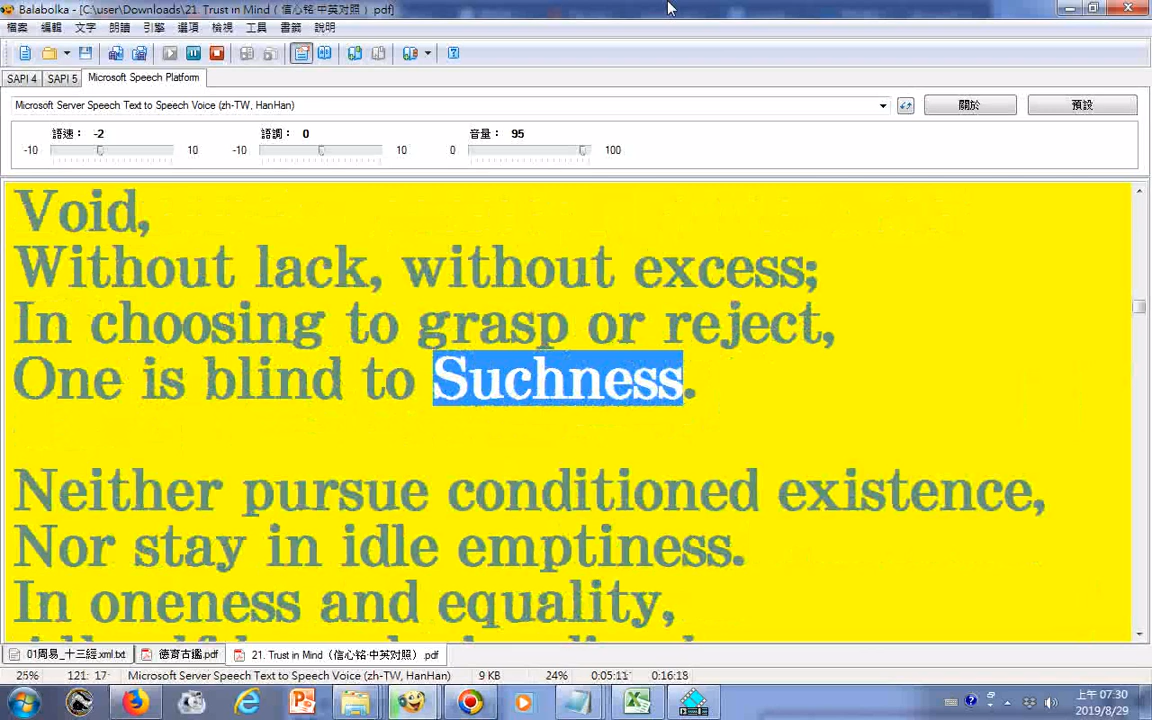 Balabolka - [C:\user\Downloads\21. Trust in Mind ( 信心铭 中英对照 ) .pdf]
檔案 編輯 文字 朗讀 引擎 選項 檢視 工具 書籤 說明
SAPI 4 SAPI 5 Microsoft Speech Platform
Microsoft Server Speech Text to Speech Voice (zh-TW, HanHan) 關於 預設
語速： -2 語調： 0 音量： 95
-10 10 -10 10 0 100
Void,
Without lack, without excess;
In choosing to grasp or reject,
One is blind to Suchness.
Neither pursue conditioned existence,
Nor stay in idle emptiness.
In oneness and equality,
01周易_十三經.xml.txt 德育古鑑.pdf 21. Trust in Mind（信心铭·中英对照）.pdf
25% 121: 17 Microsoft Server Speech Text to Speech Voice (zh-TW, HanHan) 9 KB 24% 0:05:11 0:16:18
上午 07:30
2019/8/29